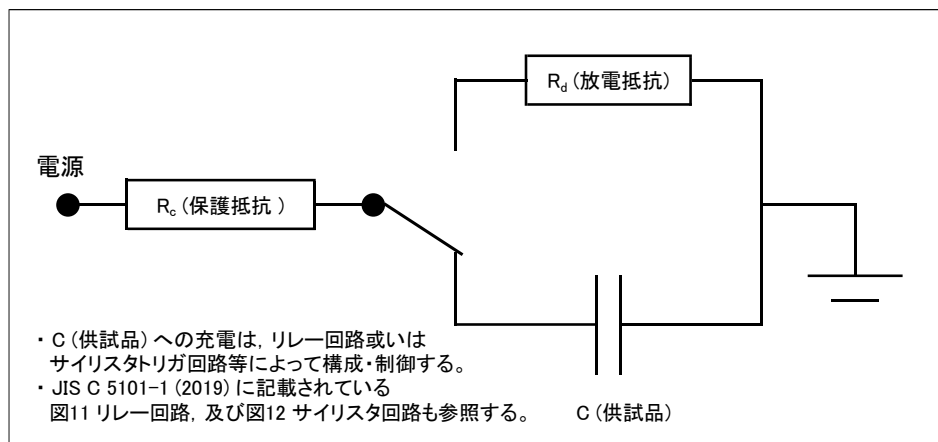 R_d (放電抵抗)
電源
R_c (保護抵抗 )
・ C (供試品) への充電は, リレー回路或いは
サイリスタトリガ回路等によって構成・制御する。
・ JIS C 5101-1 (2019) に記載されている
図11 リレー回路, 及び図12 サイリスタ回路も参照する。
C (供試品)